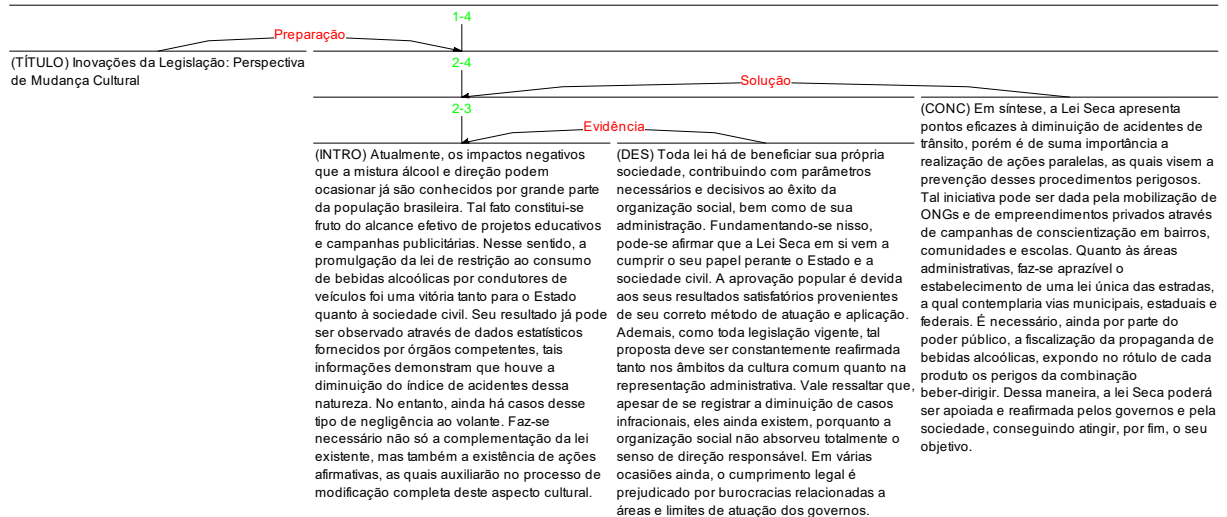 1-4
Preparação
(TÍTULO) Inovações da Legislação: Perspectiva
de Mudança Cultural
2-4
Solução
2-3
Evidência
(INTRO) Atualmente, os impactos negativos
que a mistura álcool e direção podem
ocasionar já são conhecidos por grande parte
da população brasileira. Tal fato constitui-se
fruto do alcance efetivo de projetos educativos
e campanhas publicitárias. Nesse sentido, a
promulgação da lei de restrição ao consumo
de bebidas alcoólicas por condutores de
veículos foi uma vitória tanto para o Estado
quanto à sociedade civil. Seu resultado já pode
ser observado através de dados estatísticos
fornecidos por órgãos competentes, tais
informações demonstram que houve a
diminuição do índice de acidentes dessa
natureza. No entanto, ainda há casos desse
tipo de negligência ao volante. Faz-se
necessário não só a complementação da lei
existente, mas também a existência de ações
afirmativas, as quais auxiliarão no processo de
modificação completa deste aspecto cultural.
(DES) Toda lei há de beneficiar sua própria
sociedade, contribuindo com parâmetros
necessários e decisivos ao êxito da
organização social, bem como de sua
administração. Fundamentando-se nisso,
pode-se afirmar que a Lei Seca em si vem a
cumprir o seu papel perante o Estado e a
sociedade civil. A aprovação popular é devida
aos seus resultados satisfatórios provenientes
de seu correto método de atuação e aplicação.
Ademais, como toda legislação vigente, tal
proposta deve ser constantemente reafirmada
tanto nos âmbitos da cultura comum quanto na
representação administrativa. Vale ressaltar que,
apesar de se registrar a diminuição de casos
infracionais, eles ainda existem, porquanto a
organização social não absorveu totalmente o
senso de direção responsável. Em várias
ocasiões ainda, o cumprimento legal é
prejudicado por burocracias relacionadas a
áreas e limites de atuação dos governos.
(CONC) Em síntese, a Lei Seca apresenta
pontos eficazes à diminuição de acidentes de
trânsito, porém é de suma importância a
realização de ações paralelas, as quais visem a
prevenção desses procedimentos perigosos.
Tal iniciativa pode ser dada pela mobilização de
ONGs e de empreendimentos privados através
de campanhas de conscientização em bairros,
comunidades e escolas. Quanto às áreas
administrativas, faz-se aprazível o
estabelecimento de uma lei única das estradas,
a qual contemplaria vias municipais, estaduais e
federais. É necessário, ainda por parte do
poder público, a fiscalização da propaganda de
bebidas alcoólicas, expondo no rótulo de cada
produto os perigos da combinação
beber-dirigir. Dessa maneira, a lei Seca poderá
ser apoiada e reafirmada pelos governos e pela
sociedade, conseguindo atingir, por fim, o seu
objetivo.